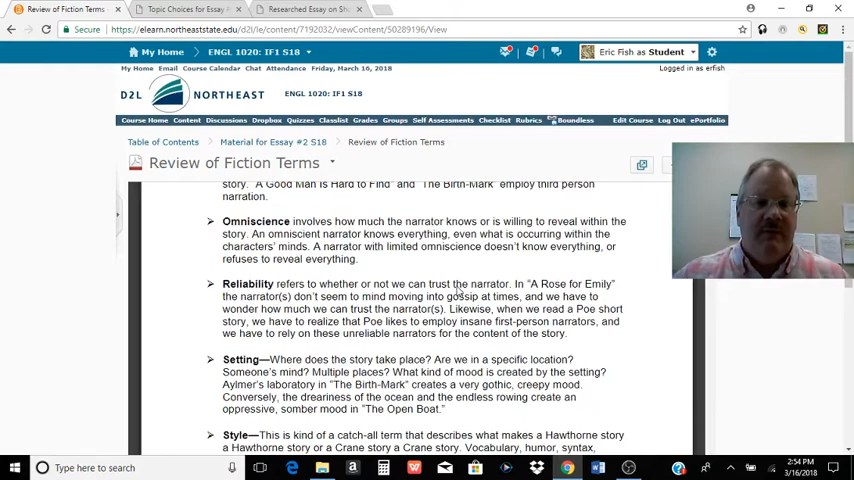 Review of Fiction Terms -
Topic Choices for Essay #
Researched Essay on Sh
Secure
https://elearn.northeaststate.edu/d2l/le/content/7192032/viewContent/50289196/View
My Home
ENGL 1020: IF1 S18
Eric Fish as Student
My Home Email Course Calendar Chat Attendance Friday, March 16, 2018
Logged in as erfish
D2L NORTHEAST ENGL 1020: IF1 S18
Course Home Content Discussions Dropbox Quizzes Classlist Grades Groups Self Assessments Checklist Rubrics Boundless Edit Course Log Out ePortfolio
Table of Contents Material for Essay #2 S18 Review of Fiction Terms
Review of Fiction Terms
story. "A Good Man Is Hard to Find" and "The Birth-Mark" employ third person
narration.
Omniscience involves how much the narrator knows or is willing to reveal within the
story. An omniscient narrator knows everything, even what is occurring within the
characters' minds. A narrator with limited omniscience doesn't know everything, or
refuses to reveal everything.
Reliability refers to whether or not we can trust the narrator. In "A Rose for Emily"
the narrator(s) don't seem to mind moving into gossip at times, and we have to
wonder how much we can trust the narrator(s). Likewise, when we read a Poe short
story, we have to realize that Poe likes to employ insane first-person narrators, and
we have to rely on these unreliable narrators for the content of the story.
Setting—Where does the story take place? Are we in a specific location?
Someone's mind? Multiple places? What kind of mood is created by the setting?
Aylmer's laboratory in "The Birth-Mark" creates a very gothic, creepy mood.
Conversely, the dreariness of the ocean and the endless rowing create an
oppressive, somber mood in "The Open Boat."
Style—This is kind of a catch-all term that describes what makes a Hawthorne story
a Hawthorne story or a Crane story a Crane story. Vocabulary, humor, syntax,
Type here to search
2:54 PM
3/16/2018